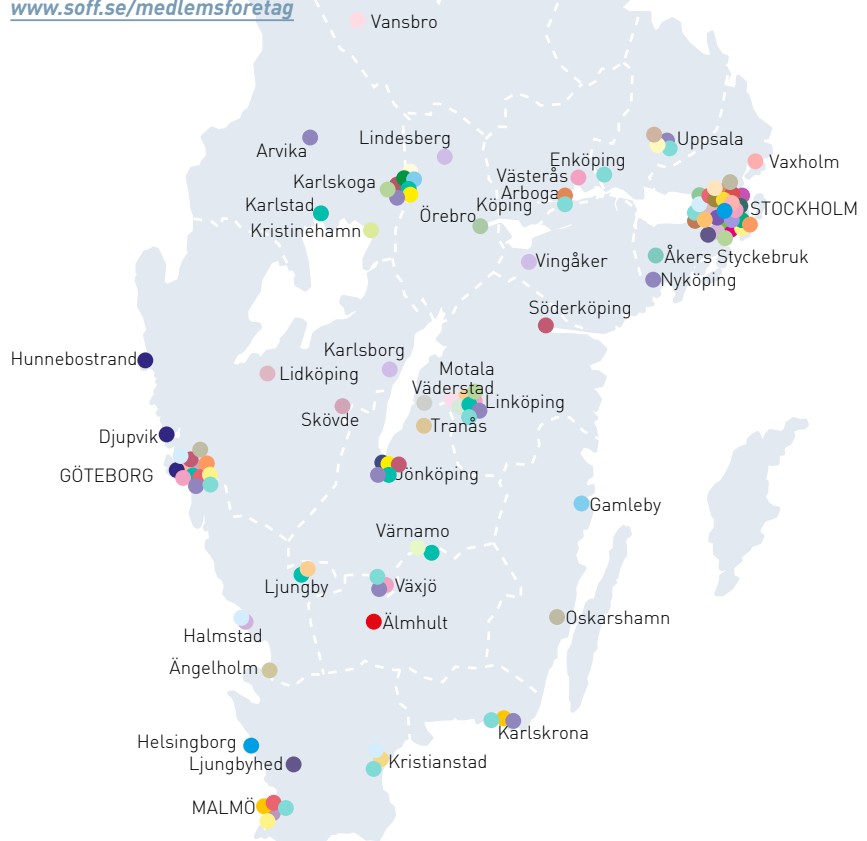 www.soff.se/medlemsforetag
Vansbro
Lindesberg
Arvika
Uppsala
Vaxholm
Enköping
Västerås
Karlskoga
Arboga
Köping
Karlstad
Örebro
STOCKHOLM
Kristinehamn
Åkers Styckebruk
Vingåker
Nyköping
Söderköping
Hunnebostrand
Karlsborg
Lidköping
Motala
Väderstad
Linköping
Skövde
Tranås
Djupvik
GÖTEBORG
Jönköping
Gamleby
Värnamo
Ljungby
Växjö
Oskarshamn
Älmhult
Halmstad
Ängelholm
Karlskrona
Helsingborg
Ljungbyhed
Kristianstad
MALMÖ